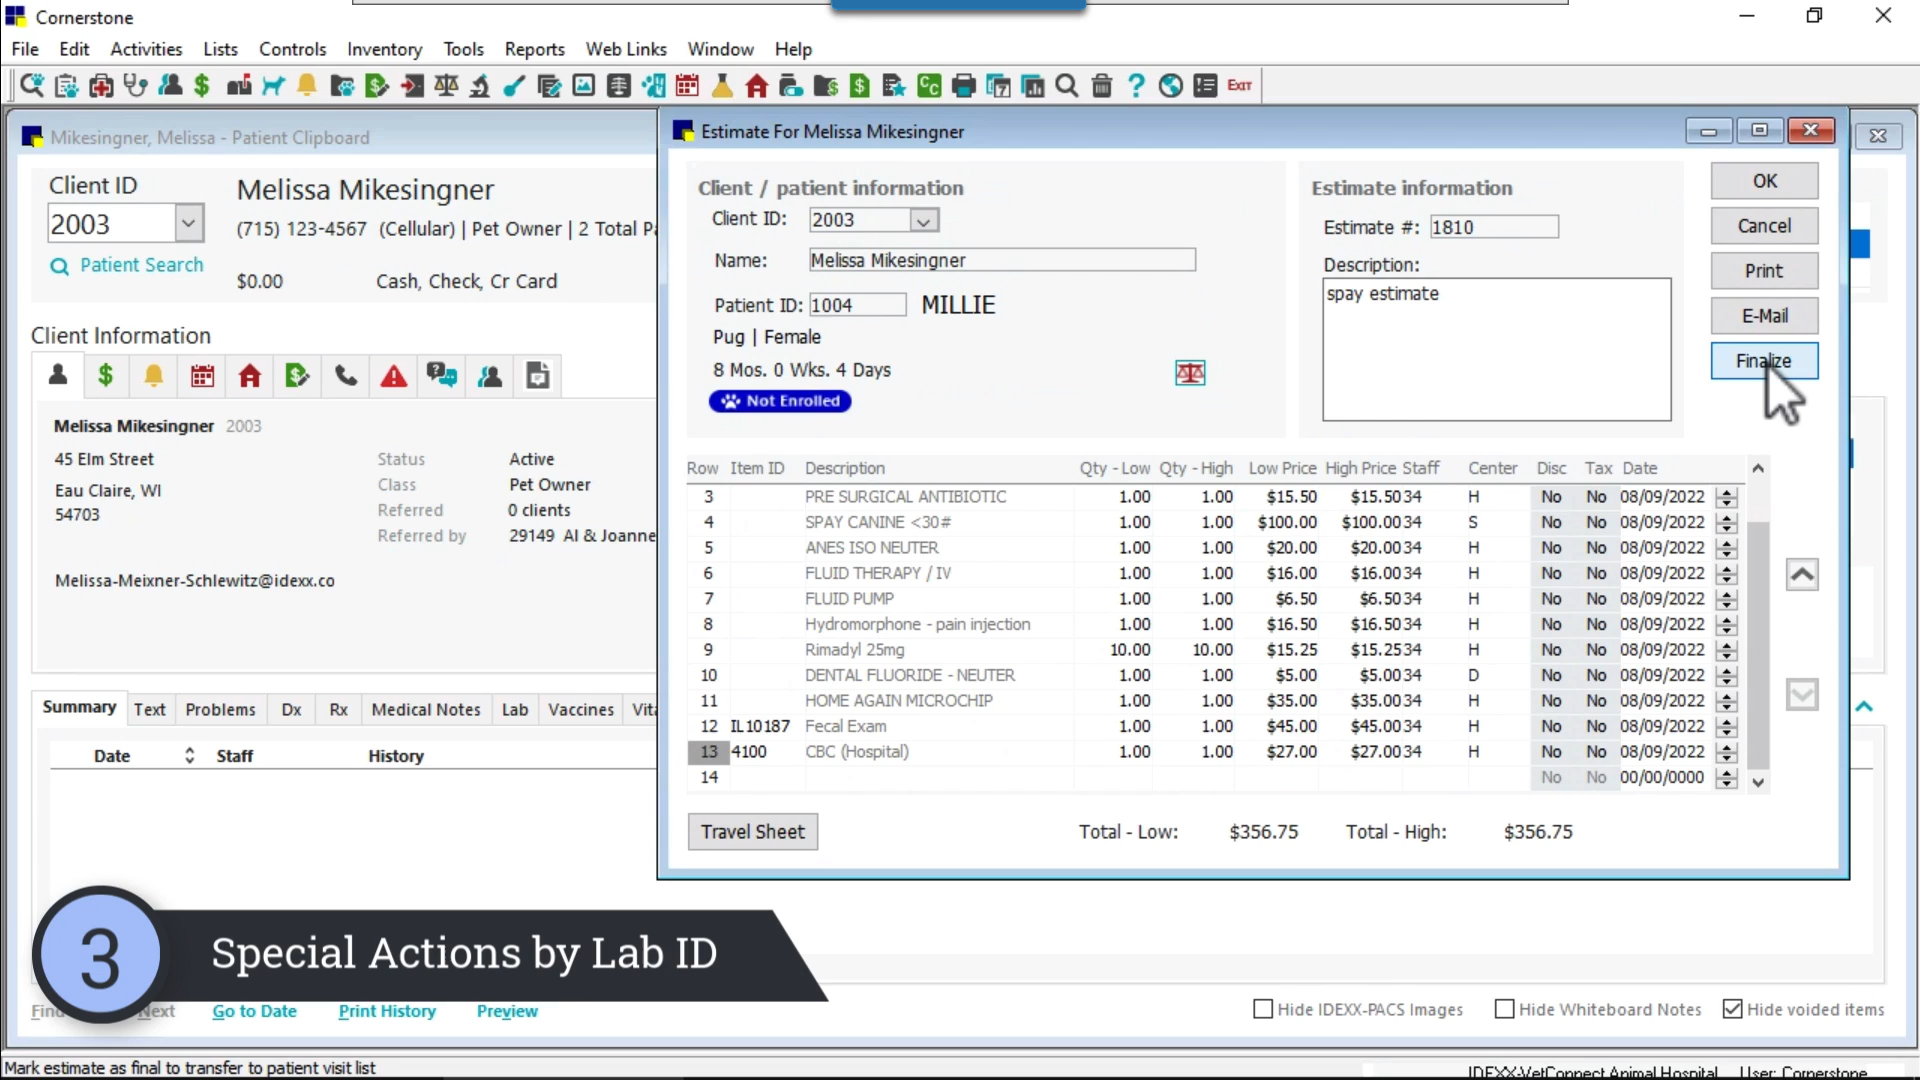 Cornerstone
File Edit Activities Lists Controls Inventory Tools Reports Web Links Window Help
EXIT
Mikesingner, Melissa - Patient Clipboard
Client ID
2003
Patient Search
Melissa Mikesingner
(715) 123-4567 (Cellular) | Pet Owner | 2 Total Pa
$0.00 Cash, Check, Cr Card
Client Information
Melissa Mikesingner 2003
45 Elm Street
Eau Claire, WI
54703
Status Active
Class Pet Owner
Referred 0 clients
Referred by 29149 Al & Joanne
Melissa-Meixner-Schlewitz@idexx.co
Summary Text Problems Dx Rx Medical Notes Lab Vaccines Vita
Date Staff History
Estimate For Melissa Mikesingner
Client / patient information
Client ID: 2003
Name: Melissa Mikesingner
Patient ID: 1004 MILLIE
Pug | Female
8 Mos. 0 Wks. 4 Days
Not Enrolled
Estimate information
Estimate #: 1810
Description:
spay estimate
OK
Cancel
Print
E-Mail
Finalize
Row Item ID Description Qty - Low Qty - High Low Price High Price Staff Center Disc Tax Date
3 PRE SURGICAL ANTIBIOTIC 1.00 1.00 $15.50 $15.50 34 H No No 08/09/2022
4 SPAY CANINE <30# 1.00 1.00 $100.00 $100.00 34 S No No 08/09/2022
5 ANES ISO NEUTER 1.00 1.00 $20.00 $20.00 34 H No No 08/09/2022
6 FLUID THERAPY / IV 1.00 1.00 $16.00 $16.00 34 H No No 08/09/2022
7 FLUID PUMP 1.00 1.00 $6.50 $6.50 34 H No No 08/09/2022
8 Hydromorphone - pain injection 1.00 1.00 $16.50 $16.50 34 H No No 08/09/2022
9 Rimadyl 25mg 10.00 10.00 $15.25 $15.25 34 H No No 08/09/2022
10 DENTAL FLUORIDE - NEUTER 1.00 1.00 $5.00 $5.00 34 D No No 08/09/2022
11 HOME AGAIN MICROCHIP 1.00 1.00 $35.00 $35.00 34 H No No 08/09/2022
12 IL10187 Fecal Exam 1.00 1.00 $45.00 $45.00 34 H No No 08/09/2022
13 4100 CBC (Hospital) 1.00 1.00 $27.00 $27.00 34 H No No 08/09/2022
14 No No 00/00/0000
Travel Sheet Total - Low: $356.75 Total - High: $356.75
3 Special Actions by Lab ID
Find Next Go to Date Print History Preview Hide IDEXX-PACS Images Hide Whiteboard Notes Hide voided items
Mark estimate as final to transfer to patient visit list IDEXX-VetConnect Animal Hospital User: Cornerstone